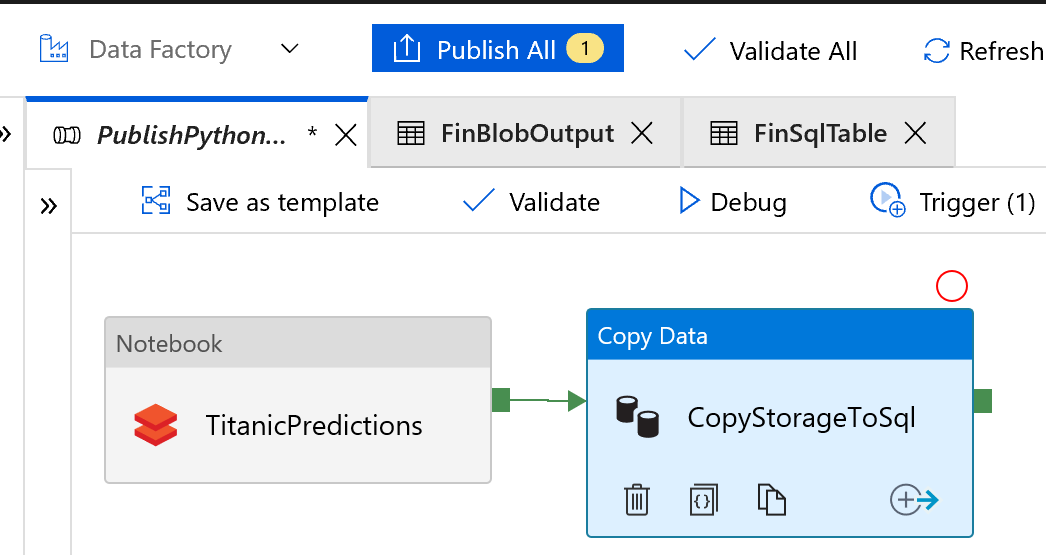 Data Factory
Publish All 1
Validate All
Refresh
PublishPython... *
FinBlobOutput
FinSqlTable
Save as template
Validate
Debug
Trigger (1)
Notebook
TitanicPredictions
Copy Data
CopyStorageToSql